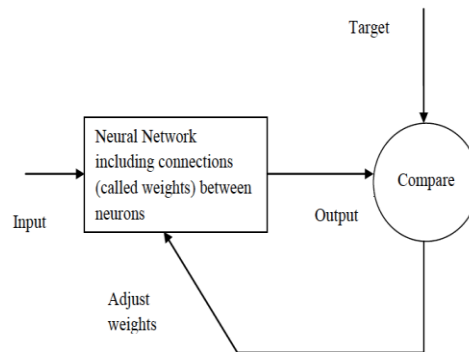 Target
Neural Network
including connections
(called weights) between
neurons
Compare
Input
Output
Adjust
weights